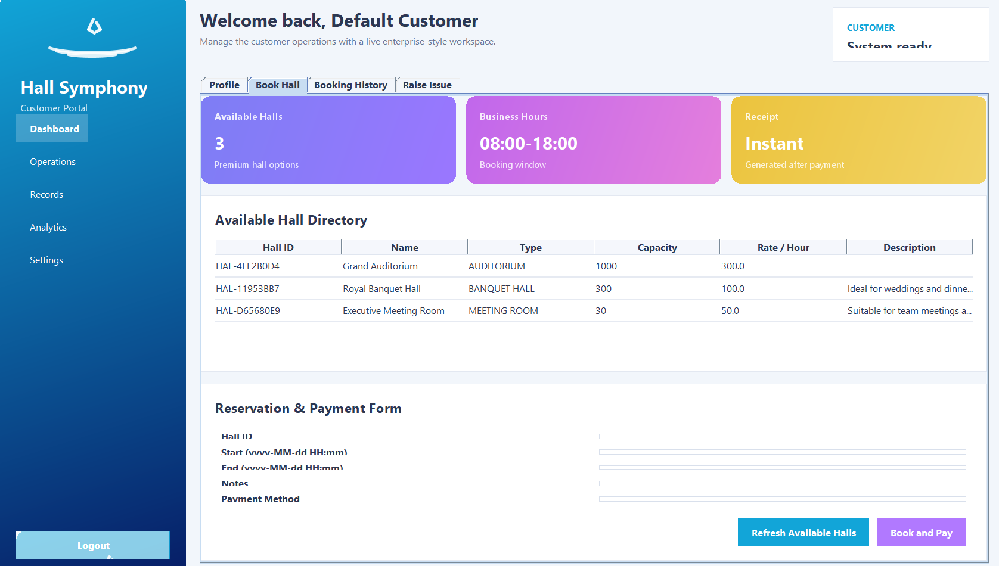 Hall Symphony
Customer Portal
Dashboard
Operations
Records
Analytics
Settings
Logout
Welcome back, Default Customer
Manage the customer operations with a live enterprise-style workspace.
CUSTOMER
System ready
Profile Book Hall Booking History Raise Issue
Available Halls
3
Premium hall options
Business Hours
08:00-18:00
Booking window
Receipt
Instant
Generated after payment
Available Hall Directory
Hall ID Name Type Capacity Rate / Hour Description
HAL-4FE2B0D4 Grand Auditorium AUDITORIUM 1000 300.0
HAL-11953BB7 Royal Banquet Hall BANQUET HALL 300 100.0 Ideal for weddings and dinne...
HAL-D65680E9 Executive Meeting Room MEETING ROOM 30 50.0 Suitable for team meetings a...
Reservation & Payment Form
Hall ID
Start (yyyy-MM-dd HH:mm)
End (yyyy-MM-dd HH:mm)
Notes
Payment Method
Refresh Available Halls Book and Pay